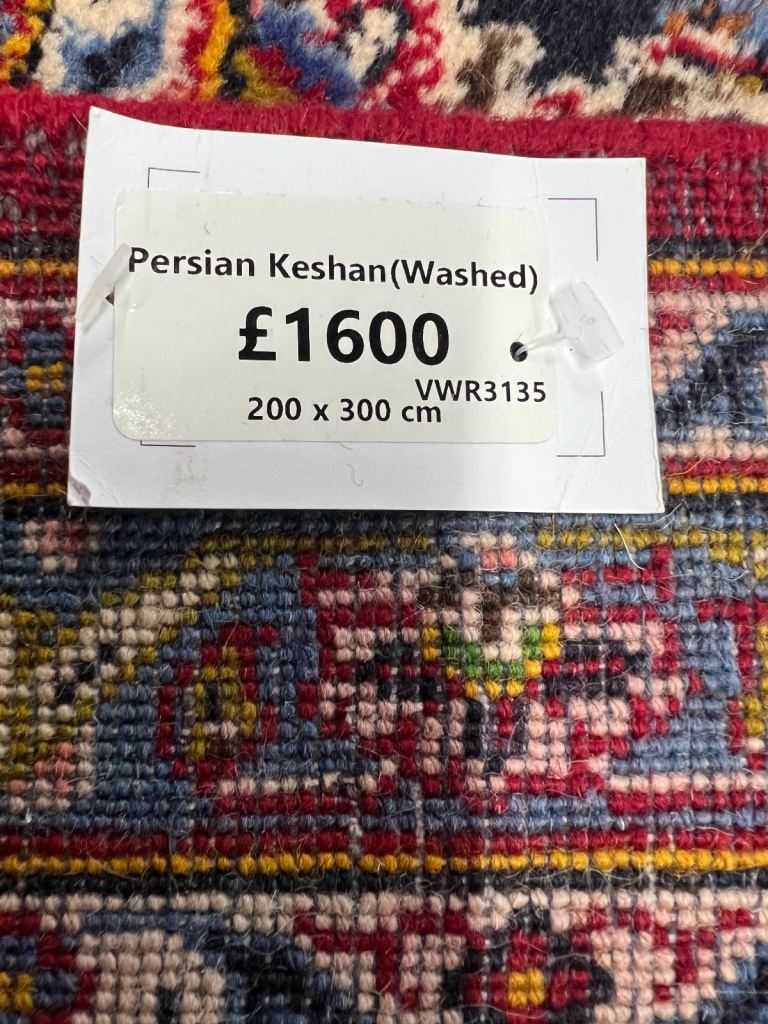 Persian Keshan(Washed)
£1600
VWR3135
200 x 300 cm